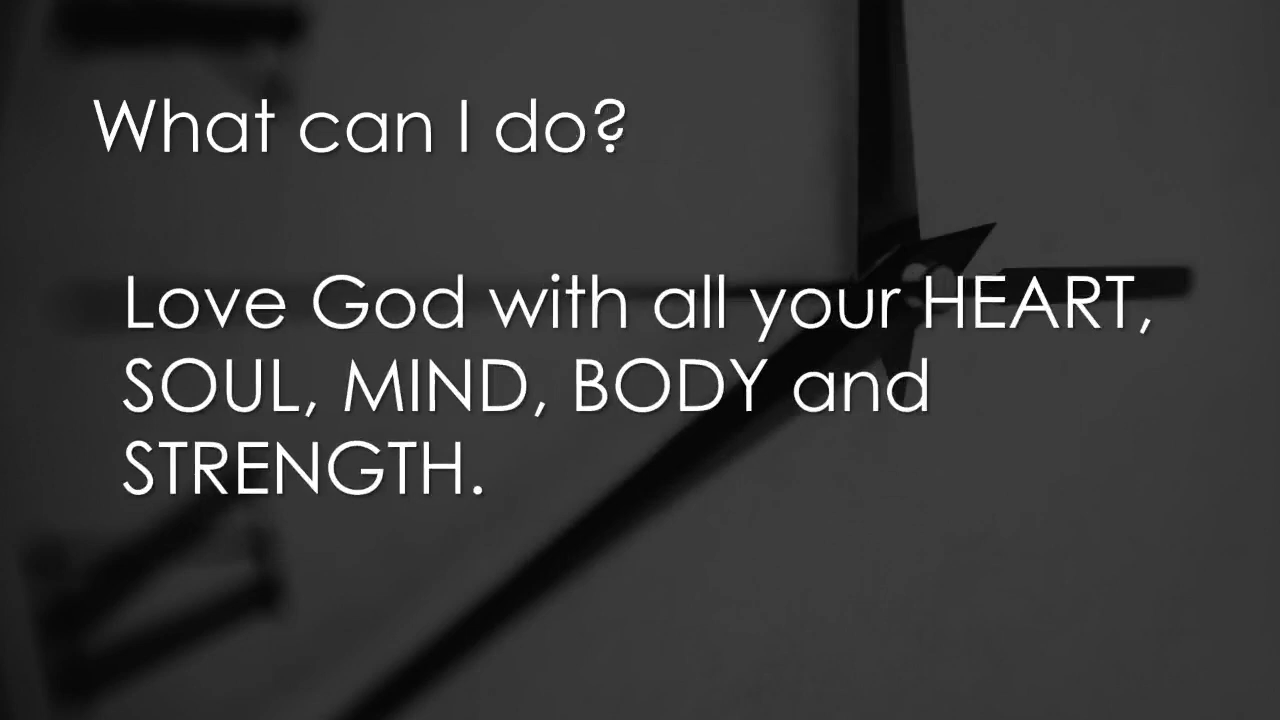 What can I do?
Love God with all your HEART,
SOUL, MIND, BODY and
STRENGTH.